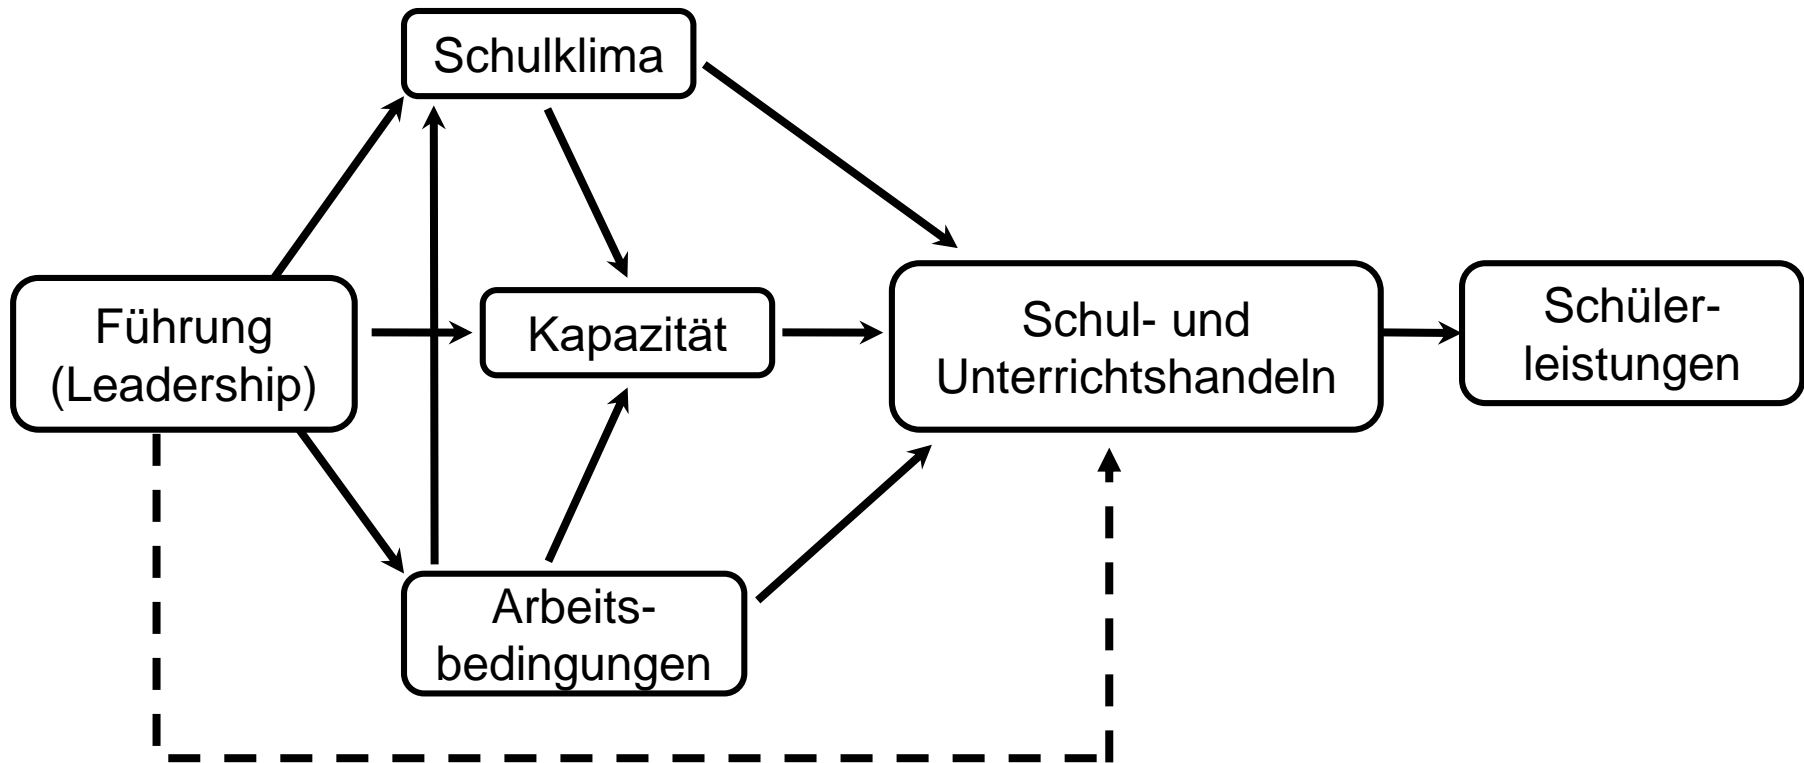 Schulklima
Führung
(Leadership)
Kapazität
Schul- und
Unterrichtshandeln
Schüler-
leistungen
Arbeits-
bedingungen